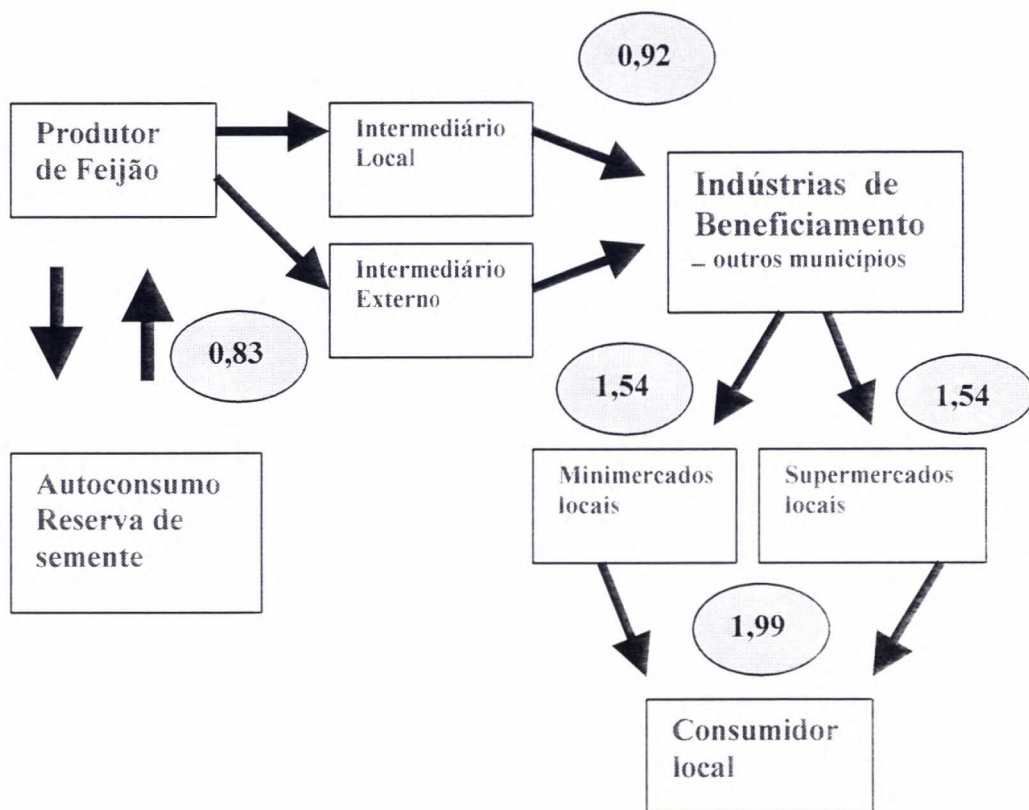 0,92
Produtor
de Feijão
Intermediário
Local
Indústrias de
Beneficiamento
– outros municípios
Intermediário
Externo
0,83
1,54
1,54
Autoconsumo
Reserva de
semente
Minimercados
locais
Supermercados
locais
1,99
Consumidor
local